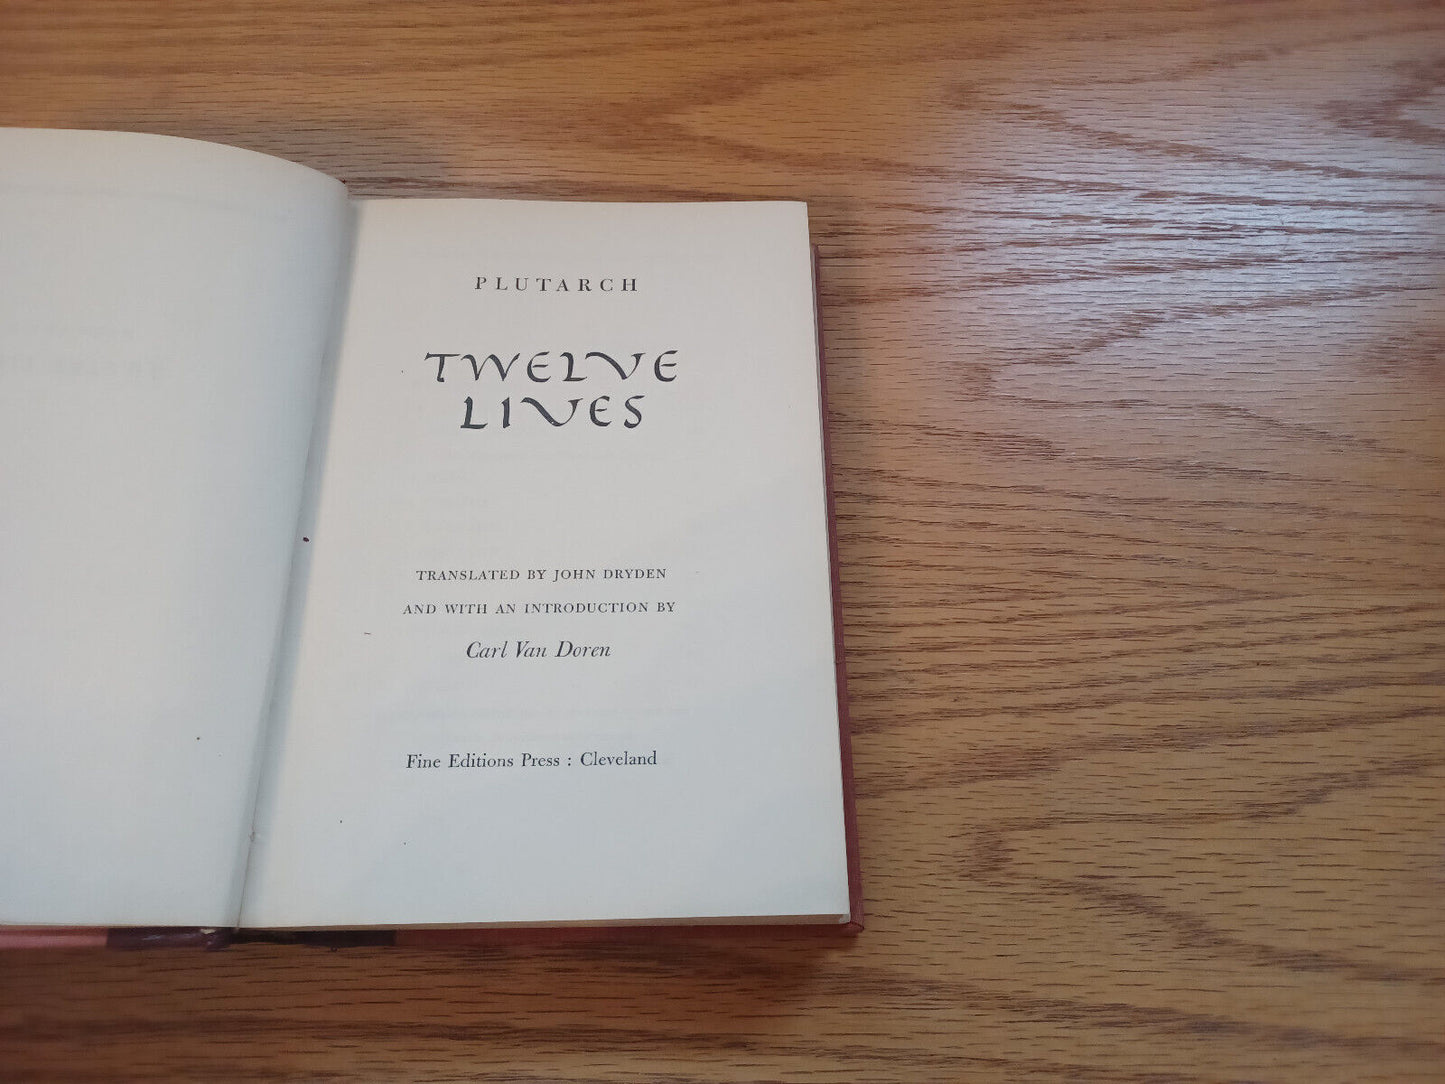 PLUTARCH
TWELVE
LIVES
TRANSLATED BY JOHN DRYDEN
AND WITH AN INTRODUCTION BY
Carl Van Doren
Fine Editions Press : Cleveland